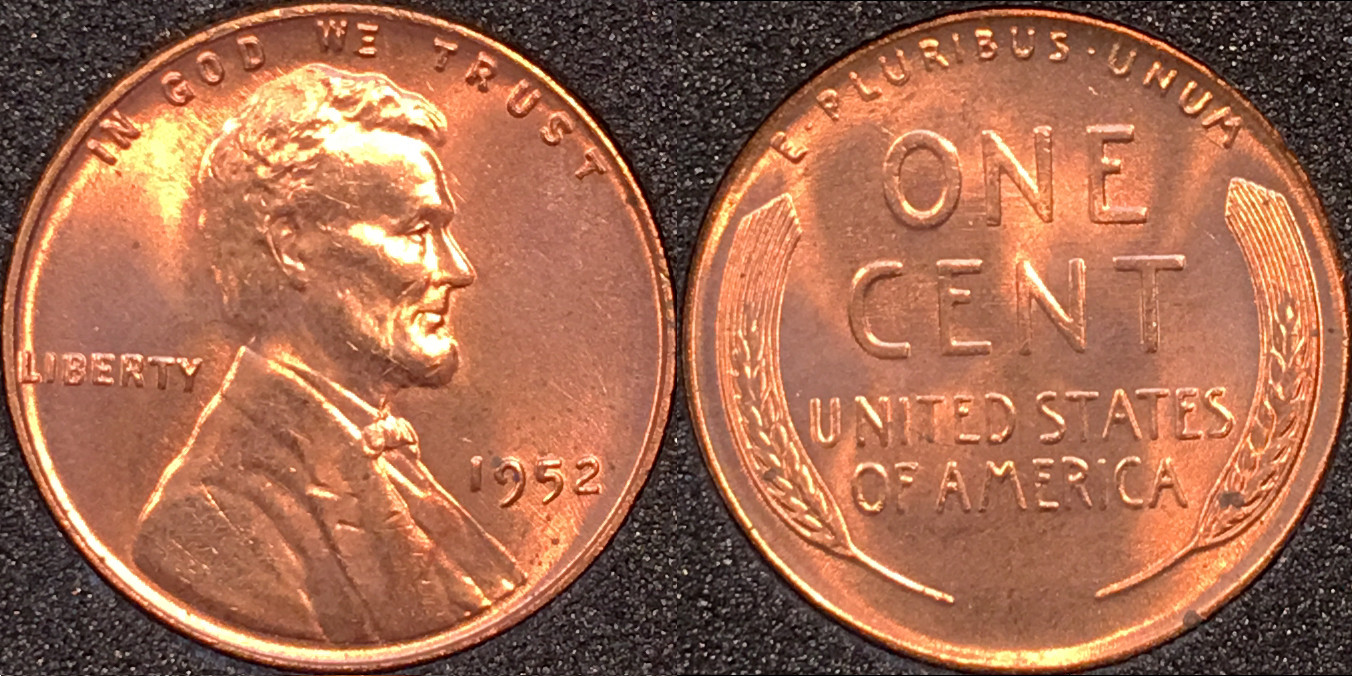 IN GOD WE TRUST
LIBERTY
1952
E·PLURIBUS·UNUM
ONE
CENT
UNITED STATES
OF AMERICA